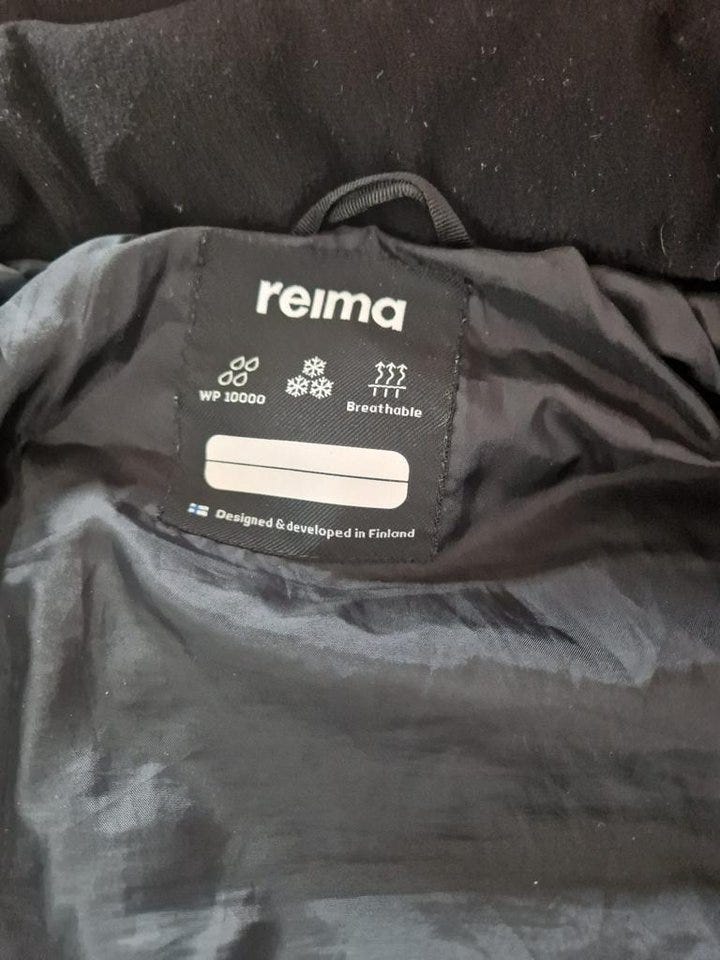 reima
WP 10000
Breathable
Designed & developed in Finland